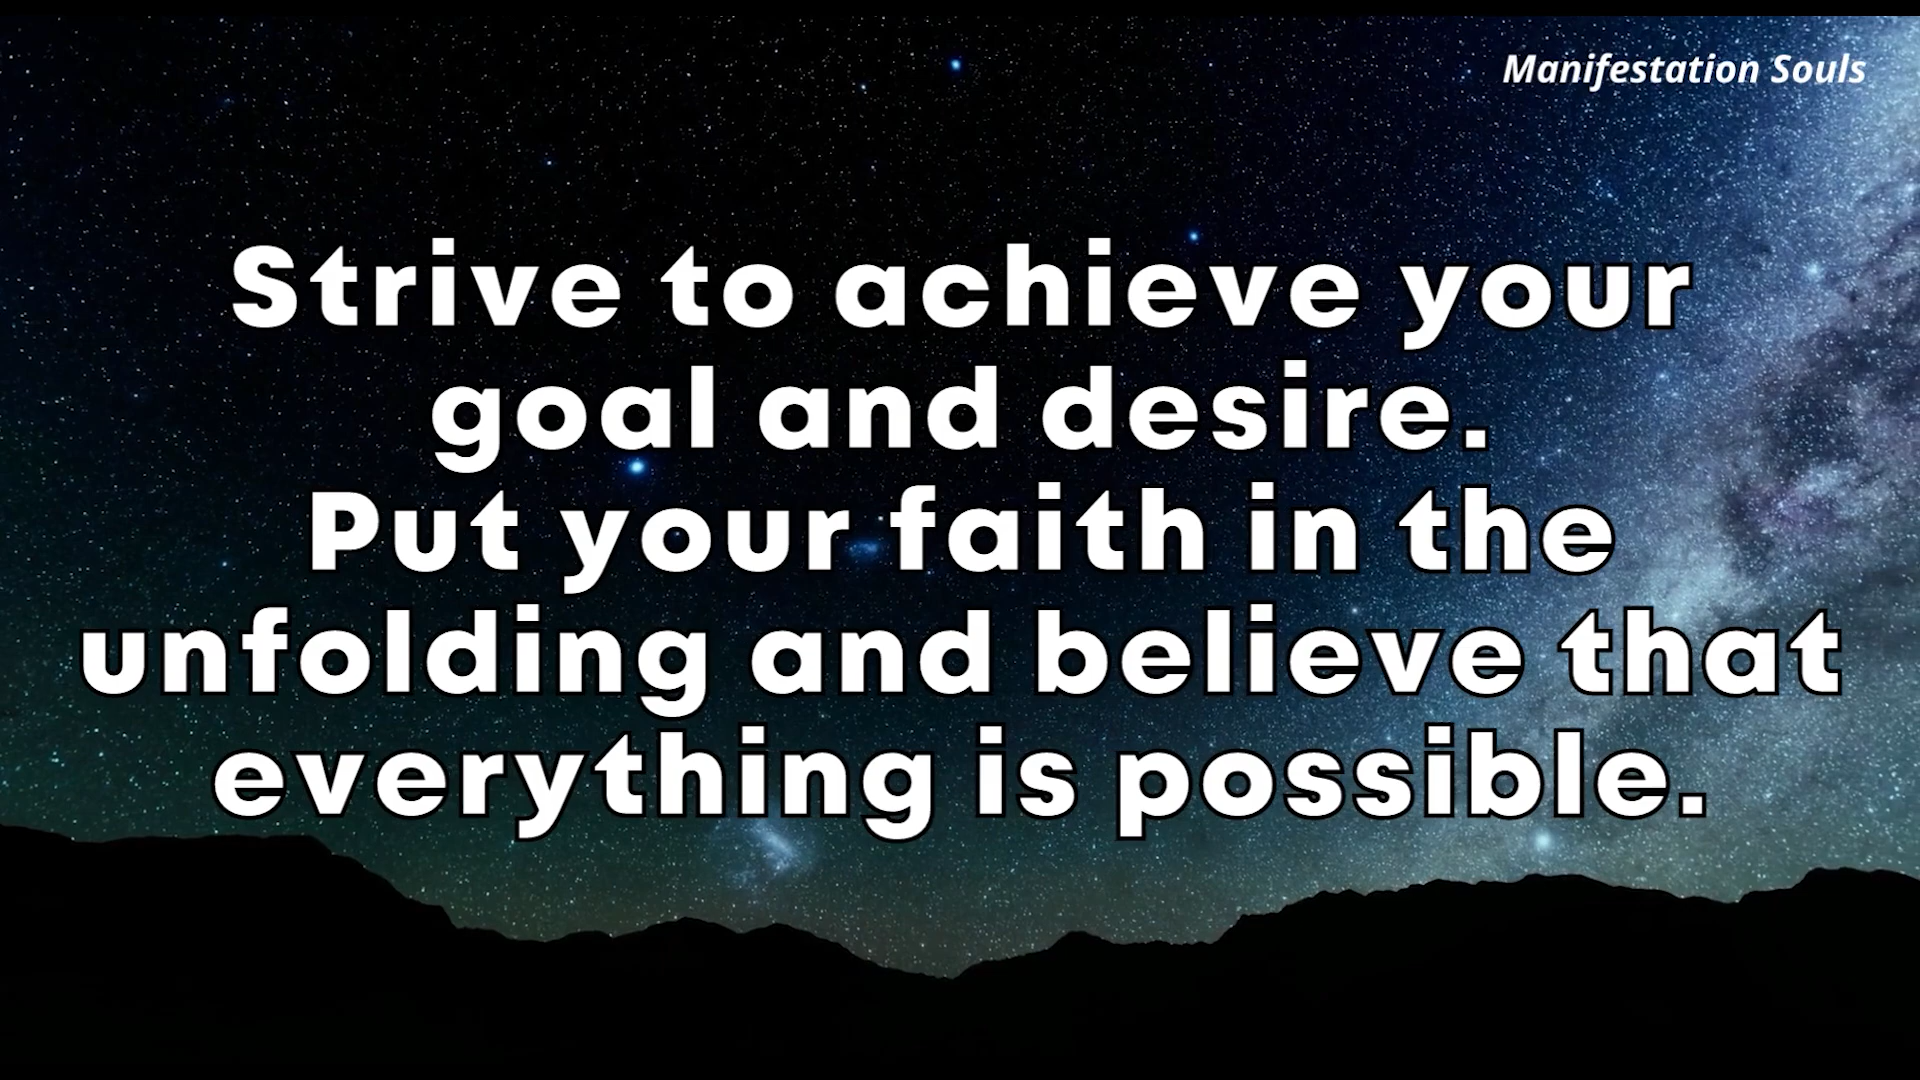 Manifestation Souls
Strive to achieve your
goal and desire.
Put your faith in the
unfolding and believe that
everything is possible.